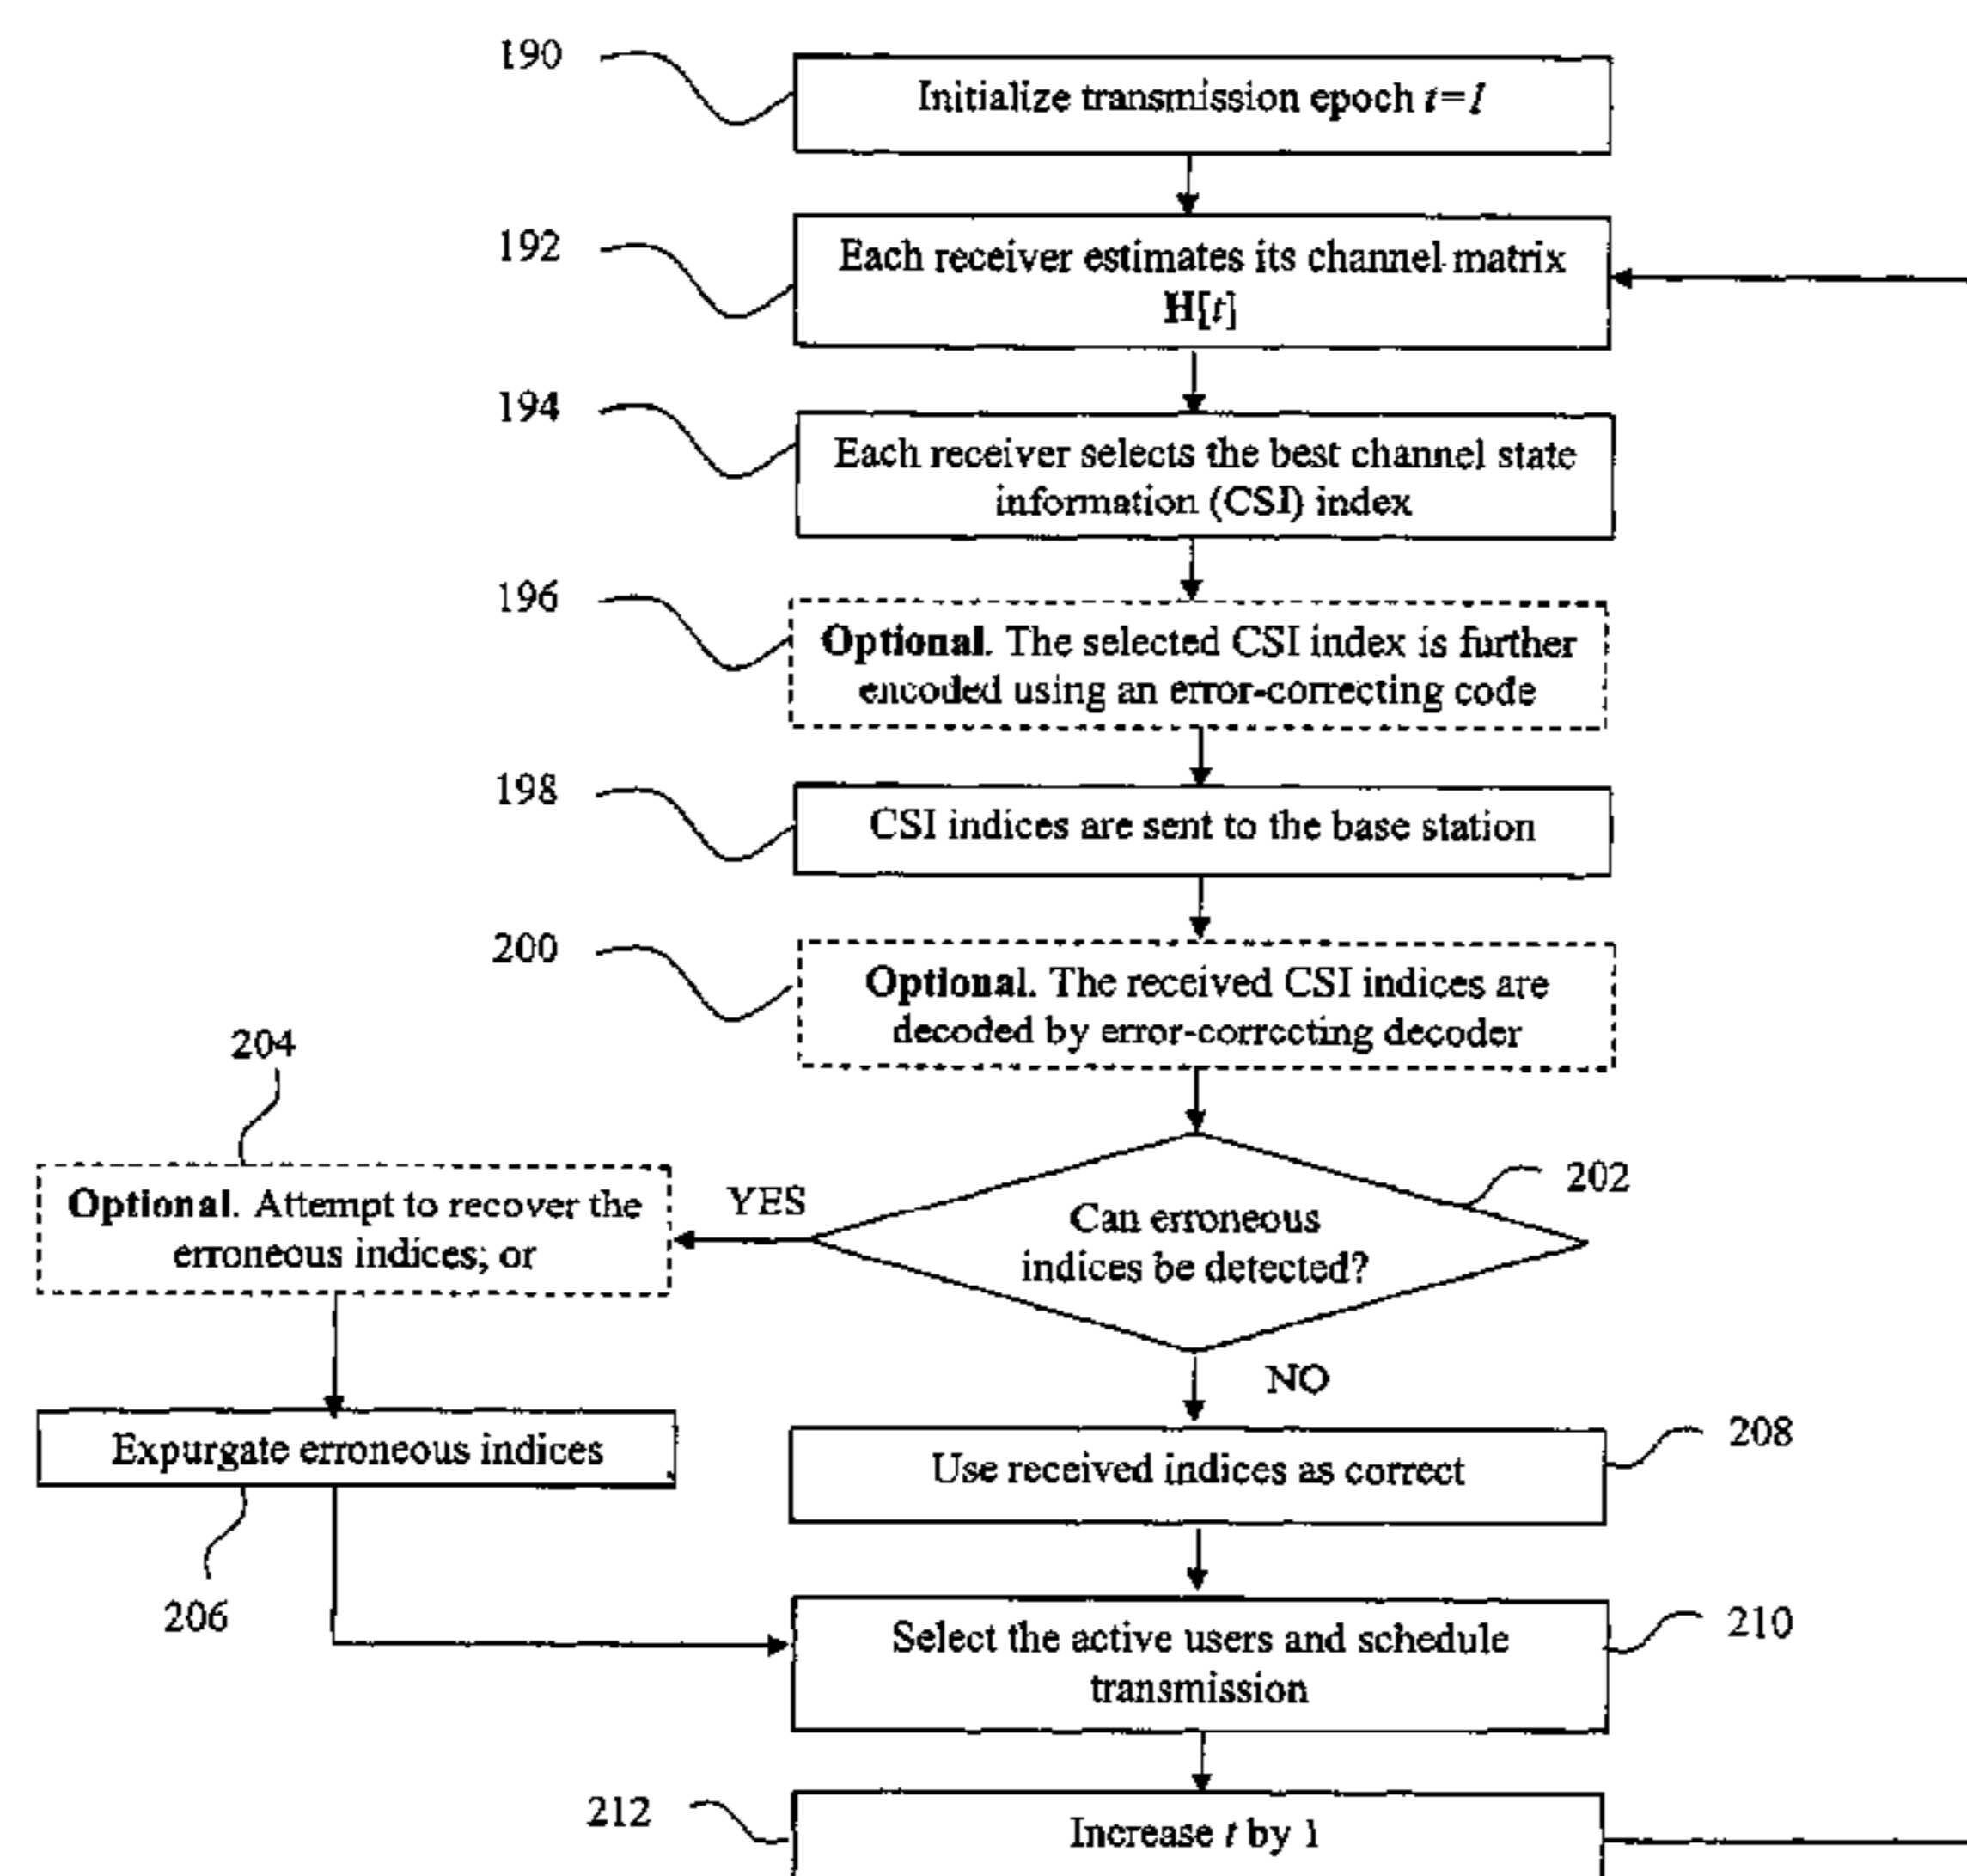 190
Initialize transmission epoch t=1
192
Each receiver estimates its channel matrix
H[t]
194
Each receiver selects the best channel state
information (CSI) index
196
Optional. The selected CSI index is further
encoded using an error-correcting code
198
CSI indices are sent to the base station
200
Optional. The received CSI indices are
decoded by error-correcting decoder
204
202
Optional. Attempt to recover the
erroneous indices; or
YES
Can erroneous
indices be detected?
NO
Expurgate erroneous indices
208
Use received indices as correct
206
210
Select the active users and schedule
transmission
212
Increase t by 1